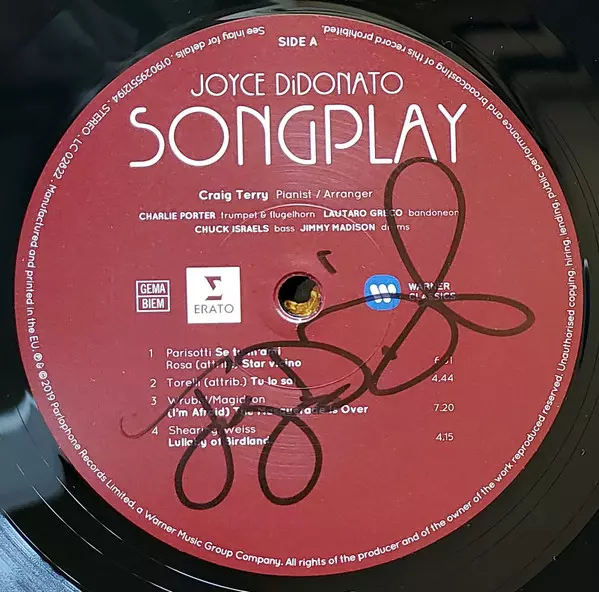 SIDE A
JOYCE DiDONATO
SONGPLAY
Craig Terry Pianist / Arranger
CHARLIE PORTER trumpet & flugelhorn LAUTARO GRECO bandoneon
CHUCK ISRAELS bass JIMMY MADISON drums
GEMA
BIEM
ERATO
WARNER
CLASSICS
1 Parisotti Se tu m'ami
Rosa (attrib.) Star vicino 6.21
2 Torelli (attrib.) Tu lo sai 4.44
3 Wrubel/Magidson
(I'm Afraid) The Masquerade Is Over 7.20
4 Shearing/Weiss
Lullaby of Birdland 4.15
Manufactured and printed in the EU ℗ & © 2019 Parlophone Records Limited, a Warner Music Group Company. All rights of the producer and of the owner of the work reproduced reserved. Unauthorised copying, hiring, lending, public performance and broadcasting of this record prohibited. See inlay for details. 0190295512194 . STEREO . LC 02822 .